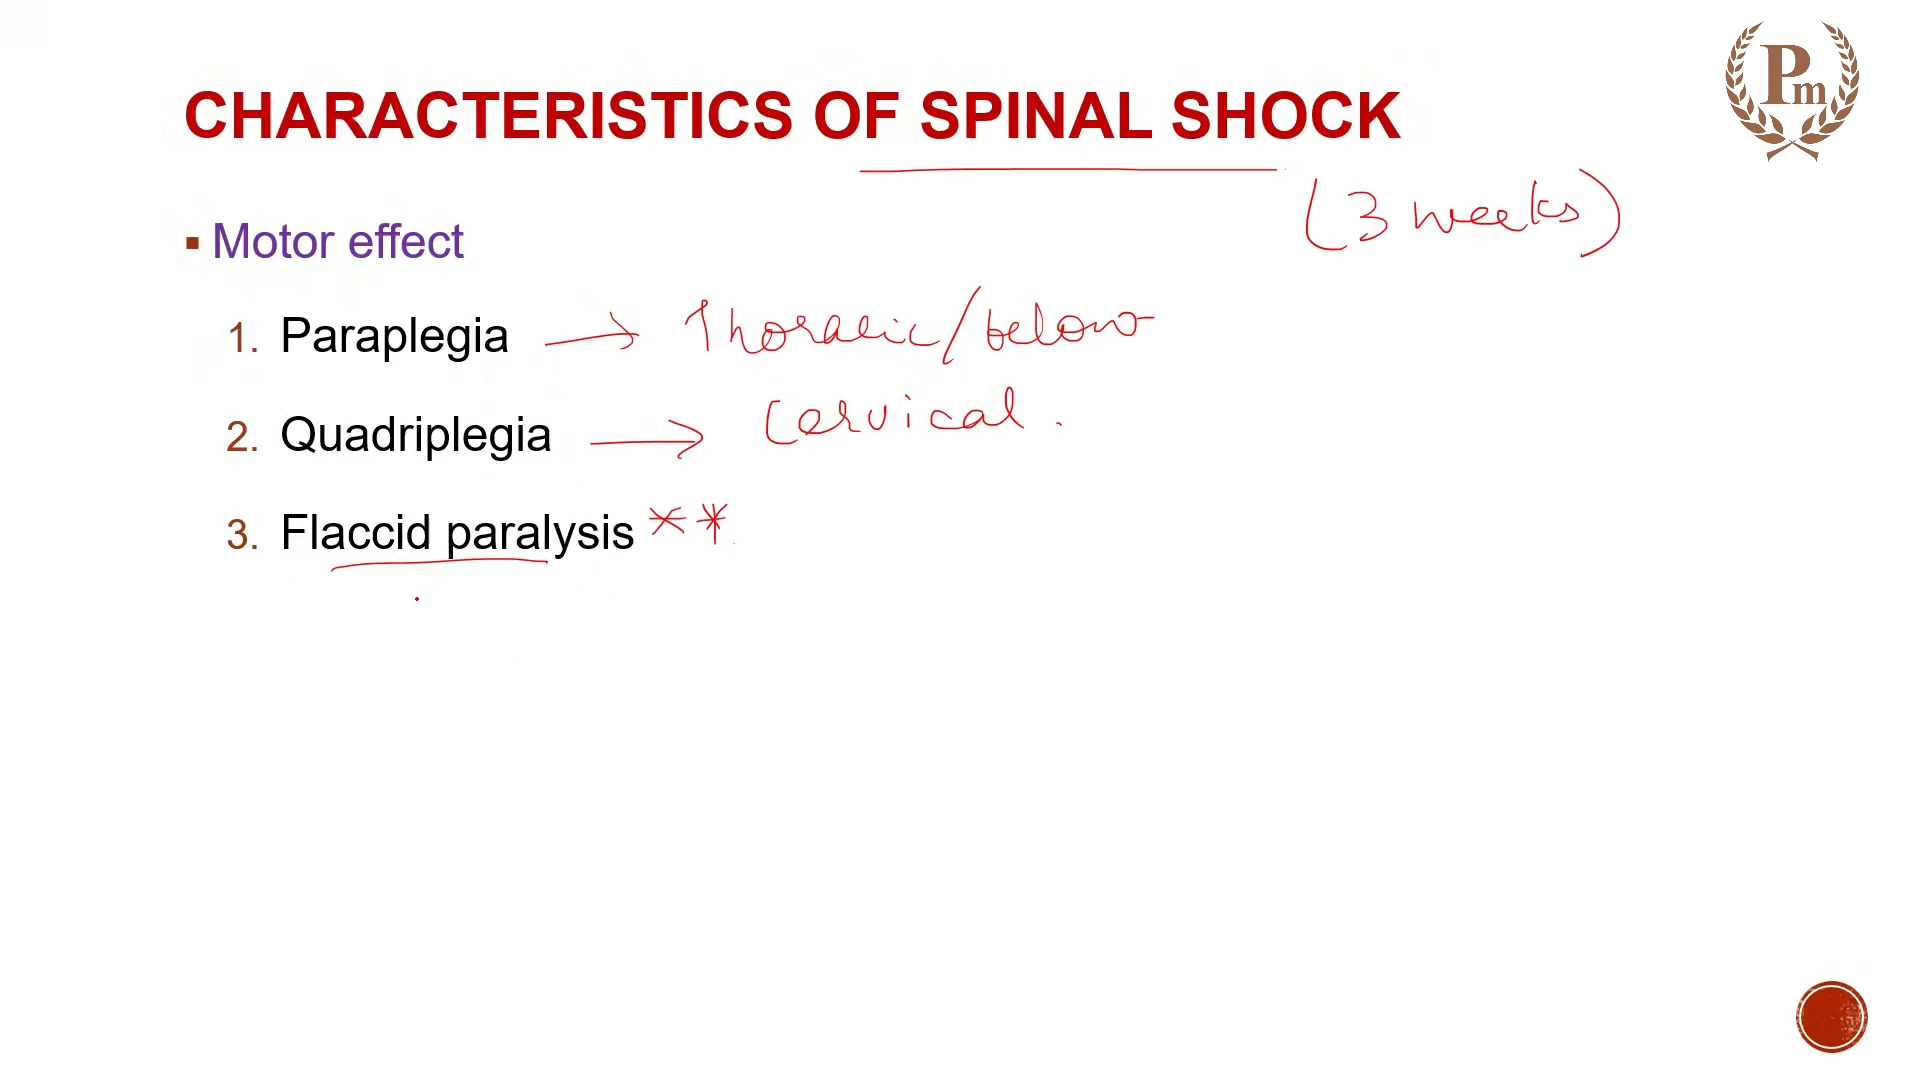 CHARACTERISTICS OF SPINAL SHOCK
Pm
(3 weeks)
▪ Motor effect
1. Paraplegia → Thoracic/below
2. Quadriplegia → Cervical.
3. Flaccid paralysis **